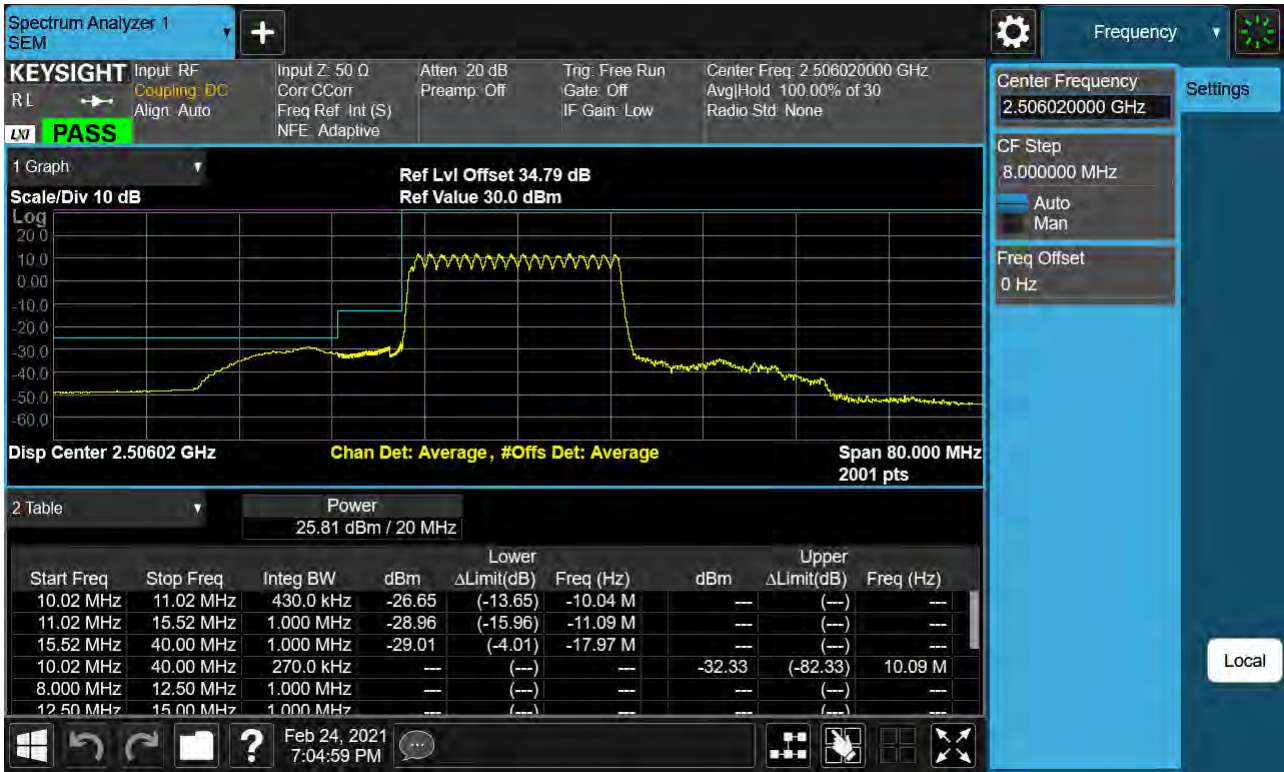 Spectrum Analyzer 1
SEM
Frequency
KEYSIGHT
RL
LXI
PASS
Input: RF
Coupling: DC
Align: Auto
Input Z: 50 Ω
Corr CCorr
Freq Ref: Int (S)
NFE: Adaptive
Atten: 20 dB
Preamp: Off
Trig: Free Run
Gate: Off
IF Gain: Low
Center Freq: 2.506020000 GHz
Avg|Hold: 100.00% of 30
Radio Std: None
Center Frequency
2.506020000 GHz
Settings
CF Step
8.000000 MHz
Auto
Man
Freq Offset
0 Hz
Local
1 Graph
Scale/Div 10 dB
Ref Lvl Offset 34.79 dB
Ref Value 30.0 dBm
Log
20.0
10.0
0.00
-10.0
-20.0
-30.0
-40.0
-50.0
-60.0
Disp Center 2.50602 GHz
Chan Det: Average, #Offs Det: Average
Span 80.000 MHz
2001 pts
2 Table
Power
25.81 dBm / 20 MHz
Lower Upper
Start Freq Stop Freq Integ BW dBm ΔLimit(dB) Freq (Hz) dBm ΔLimit(dB) Freq (Hz)
10.02 MHz 11.02 MHz 430.0 kHz -26.65 (-13.65) -10.04 M --- (---) ---
11.02 MHz 15.52 MHz 1.000 MHz -28.96 (-15.96) -11.09 M --- (---) ---
15.52 MHz 40.00 MHz 1.000 MHz -29.01 (-4.01) -17.97 M --- (---) ---
10.02 MHz 40.00 MHz 270.0 kHz --- (---) --- -32.33 (-82.33) 10.09 M
8.000 MHz 12.50 MHz 1.000 MHz --- (---) --- --- (---) ---
12.50 MHz 15.00 MHz 1.000 MHz --- (---) --- --- (---) ---
Feb 24, 2021
7:04:59 PM